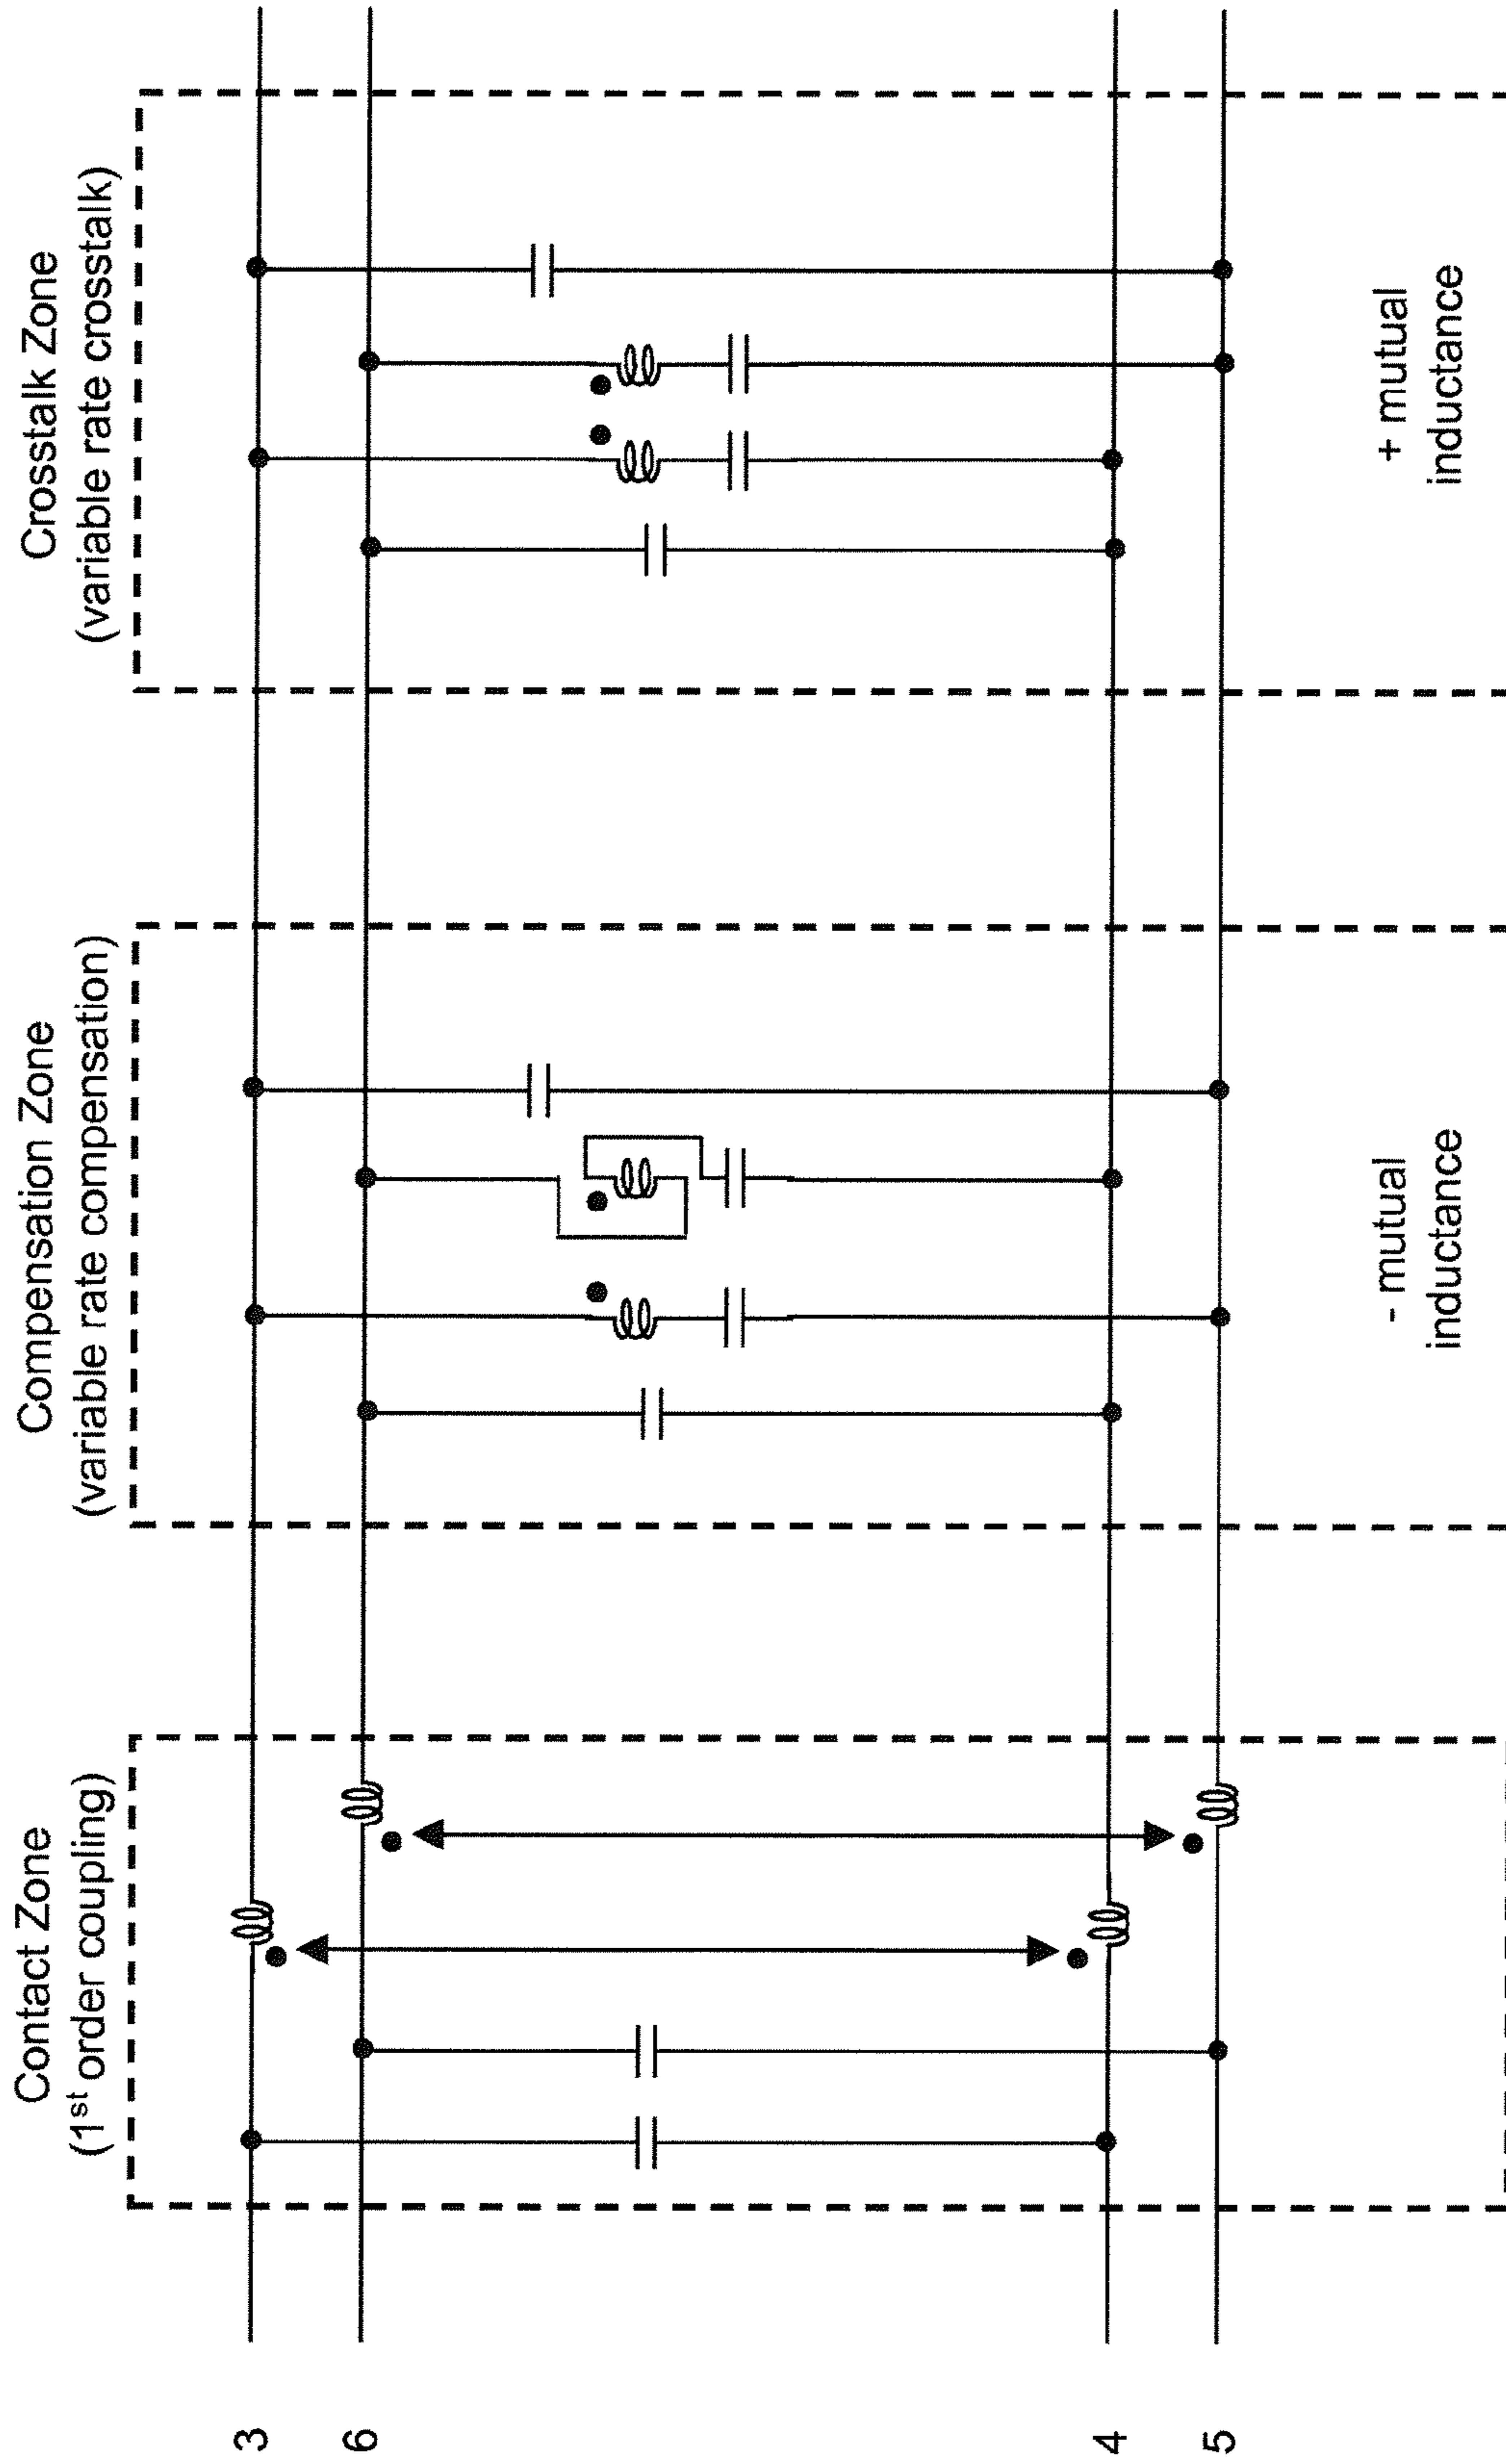 Contact Zone
(1st order coupling)
Compensation Zone
(variable rate compensation)
Crosstalk Zone
(variable rate crosstalk)
3
6
4
5
- mutual
inductance
+ mutual
inductance